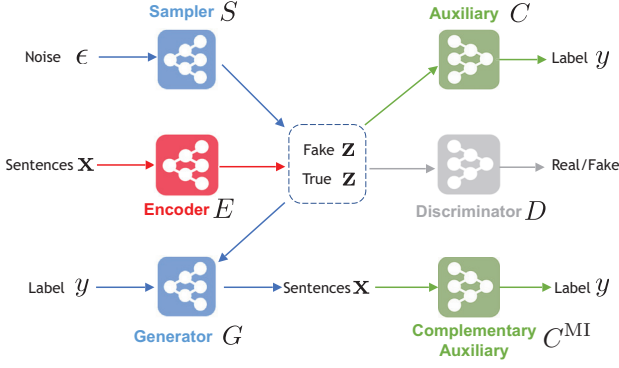 Sampler S
Auxiliary C
Noise ϵ
Label y
Fake z
True z
Sentences x
Real/Fake
Encoder E
Discriminator D
Label y
Sentences x
Label y
Generator G
Complementary
Auxiliary
C^MI